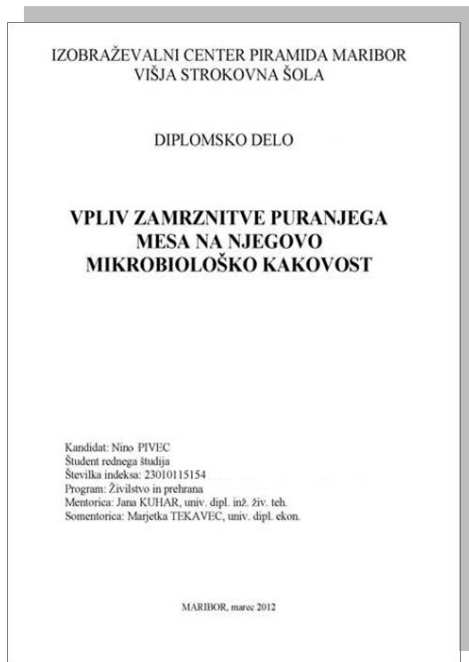 IZOBRAŽEVALNI CENTER PIRAMIDA MARIBOR
VIŠJA STROKOVNA ŠOLA
DIPLOMSKO DELO
VPLIV ZAMRZNITVE PURANJEGA
MESA NA NJEGOVO
MIKROBIOLOŠKO KAKOVOST
Kandidat: Nino PIVEC
Študent rednega študija
Številka indeksa: 23010115154
Program: Živilstvo in prehrana
Mentorica: Jana KUHAR, univ. dipl. inž. živ. teh.
Somentorica: Marjetka TEKAVEC, univ. dipl. ekon.
MARIBOR, marec 2012